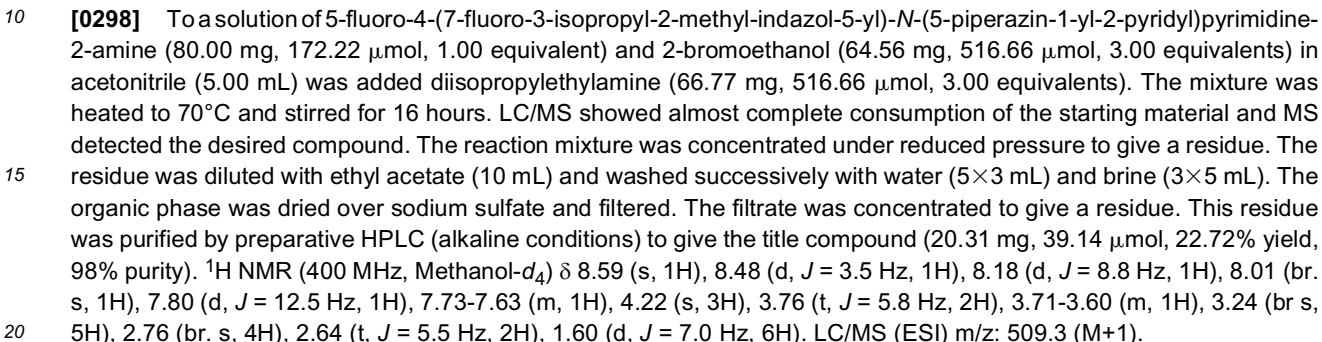 10 [0298] To a solution of 5-fluoro-4-(7-fluoro-3-isopropyl-2-methyl-indazol-5-yl)-N-(5-piperazin-1-yl-2-pyridyl)pyrimidine-
2-amine (80.00 mg, 172.22 μmol, 1.00 equivalent) and 2-bromoethanol (64.56 mg, 516.66 μmol, 3.00 equivalents) in
acetonitrile (5.00 mL) was added diisopropylethylamine (66.77 mg, 516.66 μmol, 3.00 equivalents). The mixture was
heated to 70°C and stirred for 16 hours. LC/MS showed almost complete consumption of the starting material and MS
detected the desired compound. The reaction mixture was concentrated under reduced pressure to give a residue. The
15 residue was diluted with ethyl acetate (10 mL) and washed successively with water (5×3 mL) and brine (3×5 mL). The
organic phase was dried over sodium sulfate and filtered. The filtrate was concentrated to give a residue. This residue
was purified by preparative HPLC (alkaline conditions) to give the title compound (20.31 mg, 39.14 μmol, 22.72% yield,
98% purity). ¹H NMR (400 MHz, Methanol-d₄) δ 8.59 (s, 1H), 8.48 (d, J = 3.5 Hz, 1H), 8.18 (d, J = 8.8 Hz, 1H), 8.01 (br.
s, 1H), 7.80 (d, J = 12.5 Hz, 1H), 7.73-7.63 (m, 1H), 4.22 (s, 3H), 3.76 (t, J = 5.8 Hz, 2H), 3.71-3.60 (m, 1H), 3.24 (br s,
20 5H), 2.76 (br. s, 4H), 2.64 (t, J = 5.5 Hz, 2H), 1.60 (d, J = 7.0 Hz, 6H). LC/MS (ESI) m/z: 509.3 (M+1).